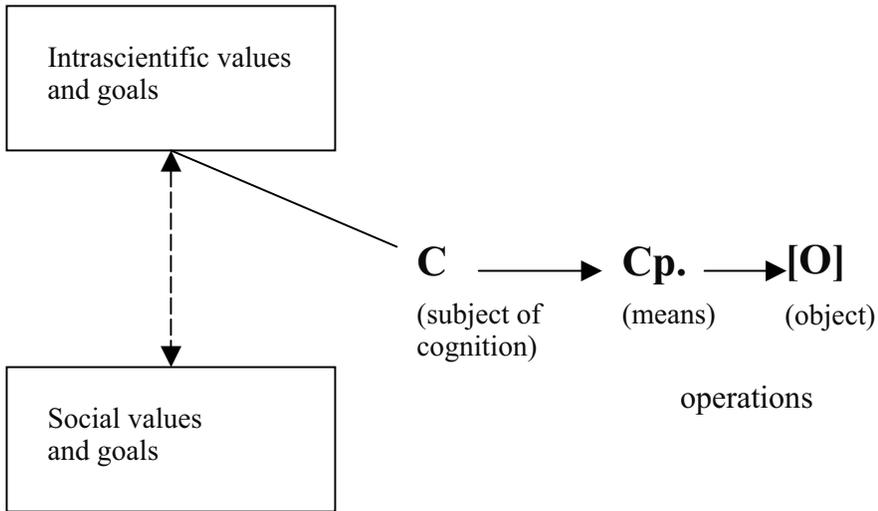 Intrascientific values
and goals
C
Cp.
[O]
(subject of
cognition)
(means)
(object)
operations
Social values
and goals